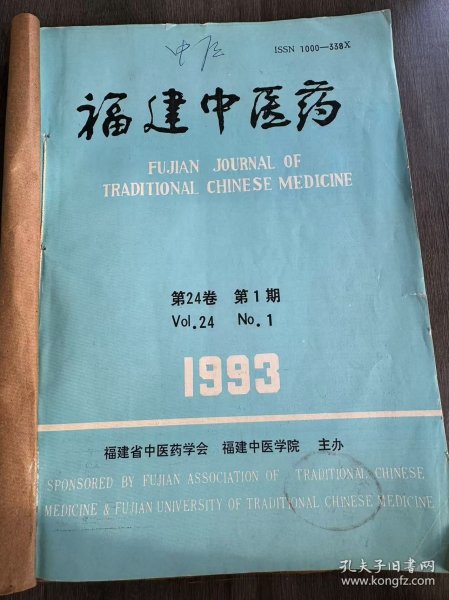 中医
ISSN 1000—338X
福建中医药
FUJIAN JOURNAL OF
TRADITIONAL CHINESE MEDICINE
第24卷 第1期
Vol.24 No.1
1993
福建省中医药学会 福建中医学院 主办
SPONSORED BY FUJIAN ASSOCIATION OF TRADITIONAL CHINESE
MEDICINE & FUJIAN UNIVERSITY OF TRADITIONAL CHINESE MEDICINE
孔夫子旧书网
www.kongfz.com